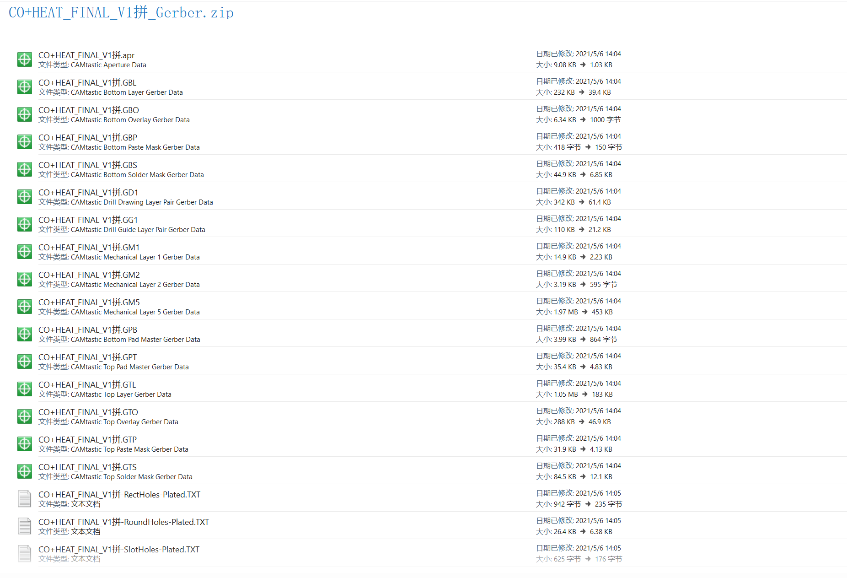 CO+HEAT_FINAL_V1拼_Gerber.zip
CO+HEAT_FINAL_V1拼.apr
日期已修改: 2021/5/6 14:04
文件类型: CAMtastic Aperture Data
大小: 9.08 KB → 1.03 KB
CO+HEAT_FINAL_V1拼.GBL
日期已修改: 2021/5/6 14:04
文件类型: CAMtastic Bottom Layer Gerber Data
大小: 232 KB → 39.4 KB
CO+HEAT_FINAL_V1拼.GBO
日期已修改: 2021/5/6 14:04
文件类型: CAMtastic Bottom Overlay Gerber Data
大小: 6.34 KB → 1000 字节
CO+HEAT_FINAL_V1拼.GBP
日期已修改: 2021/5/6 14:04
文件类型: CAMtastic Bottom Paste Mask Gerber Data
大小: 418 字节 → 150 字节
CO+HEAT_FINAL_V1拼.GBS
日期已修改: 2021/5/6 14:04
文件类型: CAMtastic Bottom Solder Mask Gerber Data
大小: 44.9 KB → 6.85 KB
CO+HEAT_FINAL_V1拼.GD1
日期已修改: 2021/5/6 14:04
文件类型: CAMtastic Drill Drawing Layer Pair Gerber Data
大小: 342 KB → 61.4 KB
CO+HEAT_FINAL_V1拼.GG1
日期已修改: 2021/5/6 14:04
文件类型: CAMtastic Drill Guide Layer Pair Gerber Data
大小: 110 KB → 21.2 KB
CO+HEAT_FINAL_V1拼.GM1
日期已修改: 2021/5/6 14:04
文件类型: CAMtastic Mechanical Layer 1 Gerber Data
大小: 14.9 KB → 2.23 KB
CO+HEAT_FINAL_V1拼.GM2
日期已修改: 2021/5/6 14:04
文件类型: CAMtastic Mechanical Layer 2 Gerber Data
大小: 3.19 KB → 595 字节
CO+HEAT_FINAL_V1拼.GM5
日期已修改: 2021/5/6 14:04
文件类型: CAMtastic Mechanical Layer 5 Gerber Data
大小: 1.97 MB → 453 KB
CO+HEAT_FINAL_V1拼.GPB
日期已修改: 2021/5/6 14:04
文件类型: CAMtastic Bottom Pad Master Gerber Data
大小: 3.99 KB → 864 字节
CO+HEAT_FINAL_V1拼.GPT
日期已修改: 2021/5/6 14:04
文件类型: CAMtastic Top Pad Master Gerber Data
大小: 35.4 KB → 4.83 KB
CO+HEAT_FINAL_V1拼.GTL
日期已修改: 2021/5/6 14:04
文件类型: CAMtastic Top Layer Gerber Data
大小: 1.05 MB → 183 KB
CO+HEAT_FINAL_V1拼.GTO
日期已修改: 2021/5/6 14:04
文件类型: CAMtastic Top Overlay Gerber Data
大小: 288 KB → 46.9 KB
CO+HEAT_FINAL_V1拼.GTP
日期已修改: 2021/5/6 14:04
文件类型: CAMtastic Top Paste Mask Gerber Data
大小: 31.9 KB → 4.13 KB
CO+HEAT_FINAL_V1拼.GTS
日期已修改: 2021/5/6 14:04
文件类型: CAMtastic Top Solder Mask Gerber Data
大小: 84.5 KB → 12.1 KB
CO+HEAT_FINAL_V1拼-RectHoles-Plated.TXT
日期已修改: 2021/5/6 14:05
文件类型: 文本文档
大小: 942 字节 → 235 字节
CO+HEAT_FINAL_V1拼-RoundHoles-Plated.TXT
日期已修改: 2021/5/6 14:05
文件类型: 文本文档
大小: 26.4 KB → 6.38 KB
CO+HEAT_FINAL_V1拼-SlotHoles-Plated.TXT
日期已修改: 2021/5/6 14:05
文件类型: 文本文档
大小: 625 字节 → 176 字节